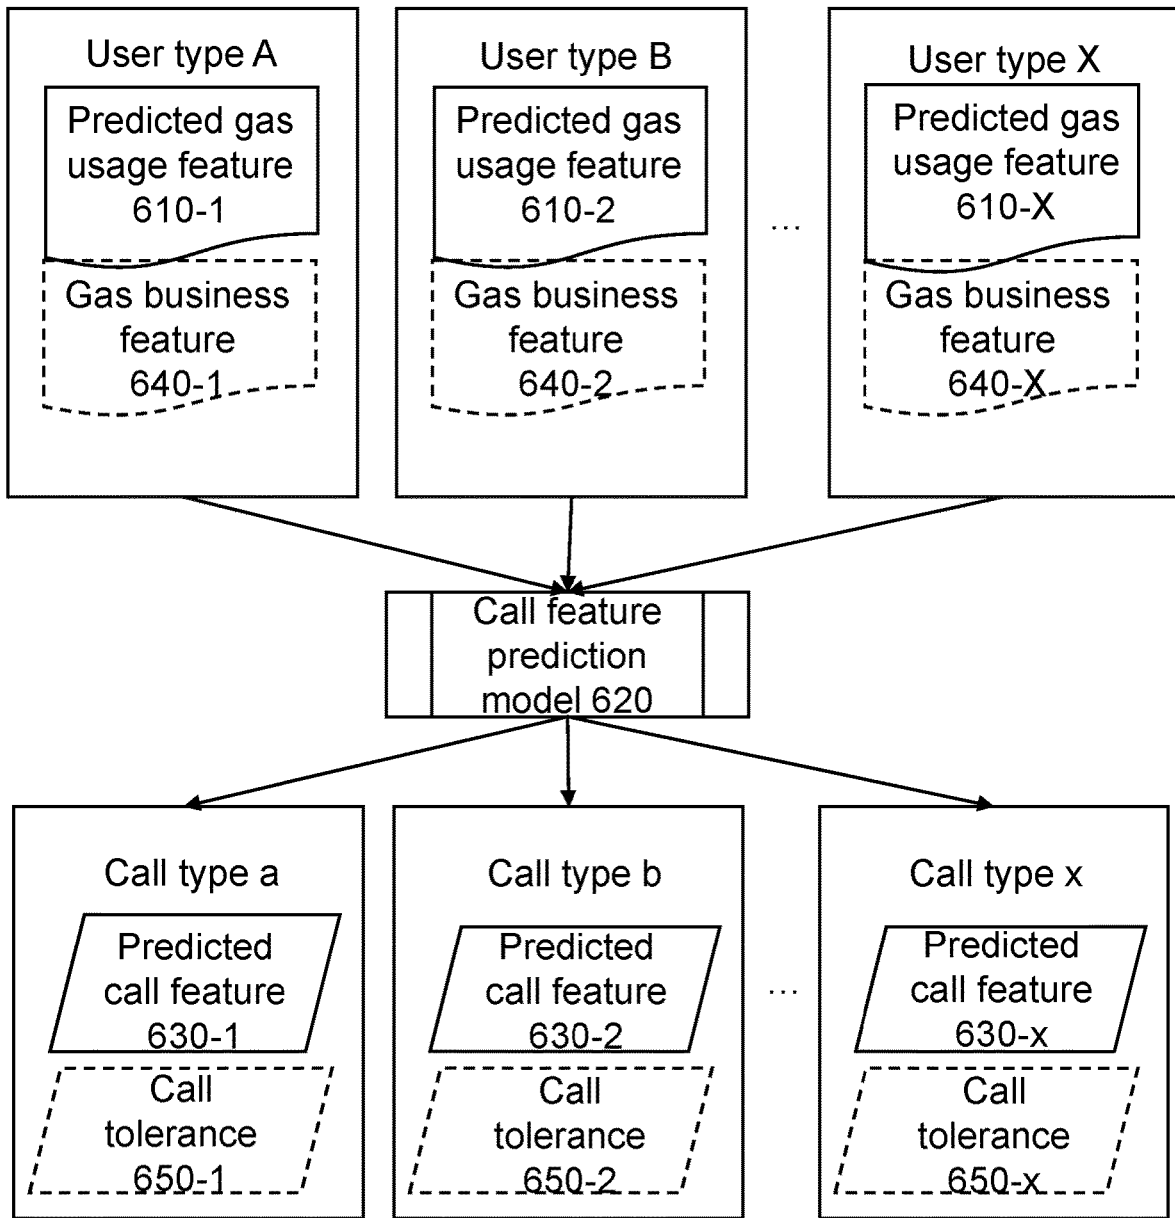 User type A
Predicted gas
usage feature
610-1
Gas business
feature
640-1
User type B
Predicted gas
usage feature
610-2
Gas business
feature
640-2
...
User type X
Predicted gas
usage feature
610-X
Gas business
feature
640-X
Call feature
prediction
model 620
Call type a
Predicted
call feature
630-1
Call
tolerance
650-1
Call type b
Predicted
call feature
630-2
Call
tolerance
650-2
...
Call type x
Predicted
call feature
630-x
Call
tolerance
650-x